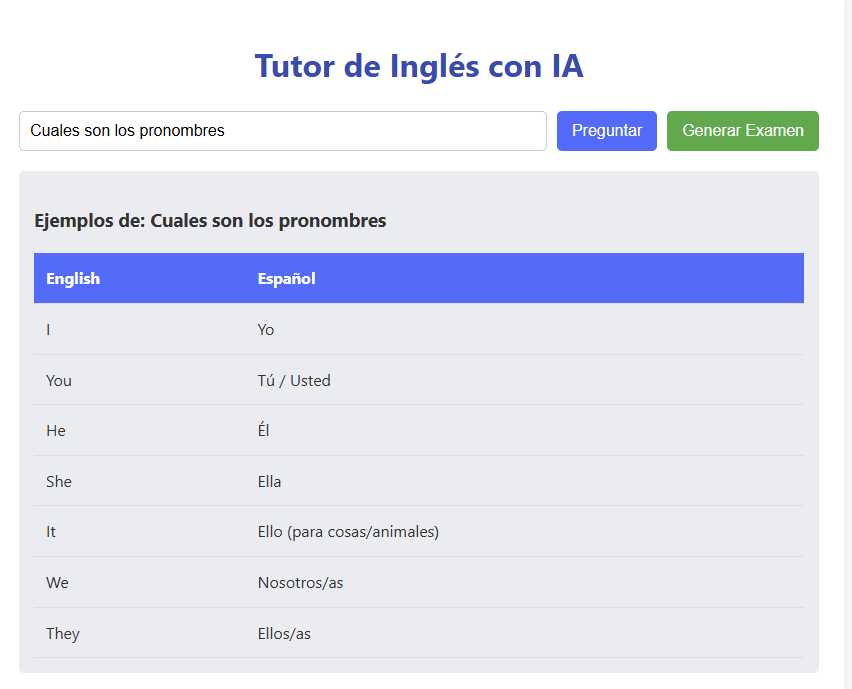 Tutor de Inglés con IA
Cuales son los pronombres Preguntar Generar Examen
Ejemplos de: Cuales son los pronombres
English Español
I Yo
You Tú / Usted
He Él
She Ella
It Ello (para cosas/animales)
We Nosotros/as
They Ellos/as